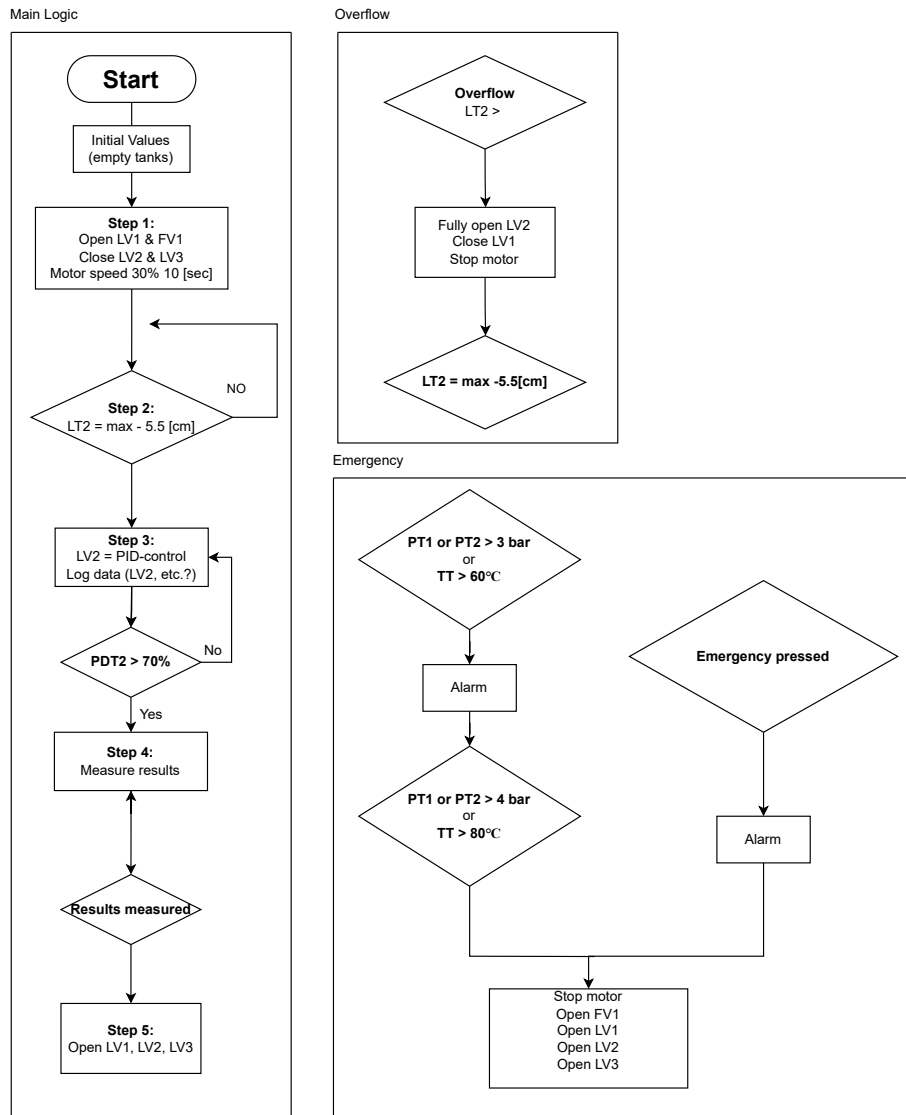 Main Logic
Start
Initial Values
(empty tanks)
Step 1:
Open LV1 & FV1
Close LV2 & LV3
Motor speed 30% 10 [sec]
NO
Step 2:
LT2 = max - 5.5 [cm]
Step 3:
LV2 = PID-control
Log data (LV2, etc.?)
No
PDT2 > 70%
Yes
Step 4:
Measure results
Results measured
Step 5:
Open LV1, LV2, LV3
Overflow
Overflow
LT2 >
Fully open LV2
Close LV1
Stop motor
LT2 = max -5.5[cm]
Emergency
PT1 or PT2 > 3 bar
or
TT > 60℃
Alarm
PT1 or PT2 > 4 bar
or
TT > 80℃
Emergency pressed
Alarm
Stop motor
Open FV1
Open LV1
Open LV2
Open LV3